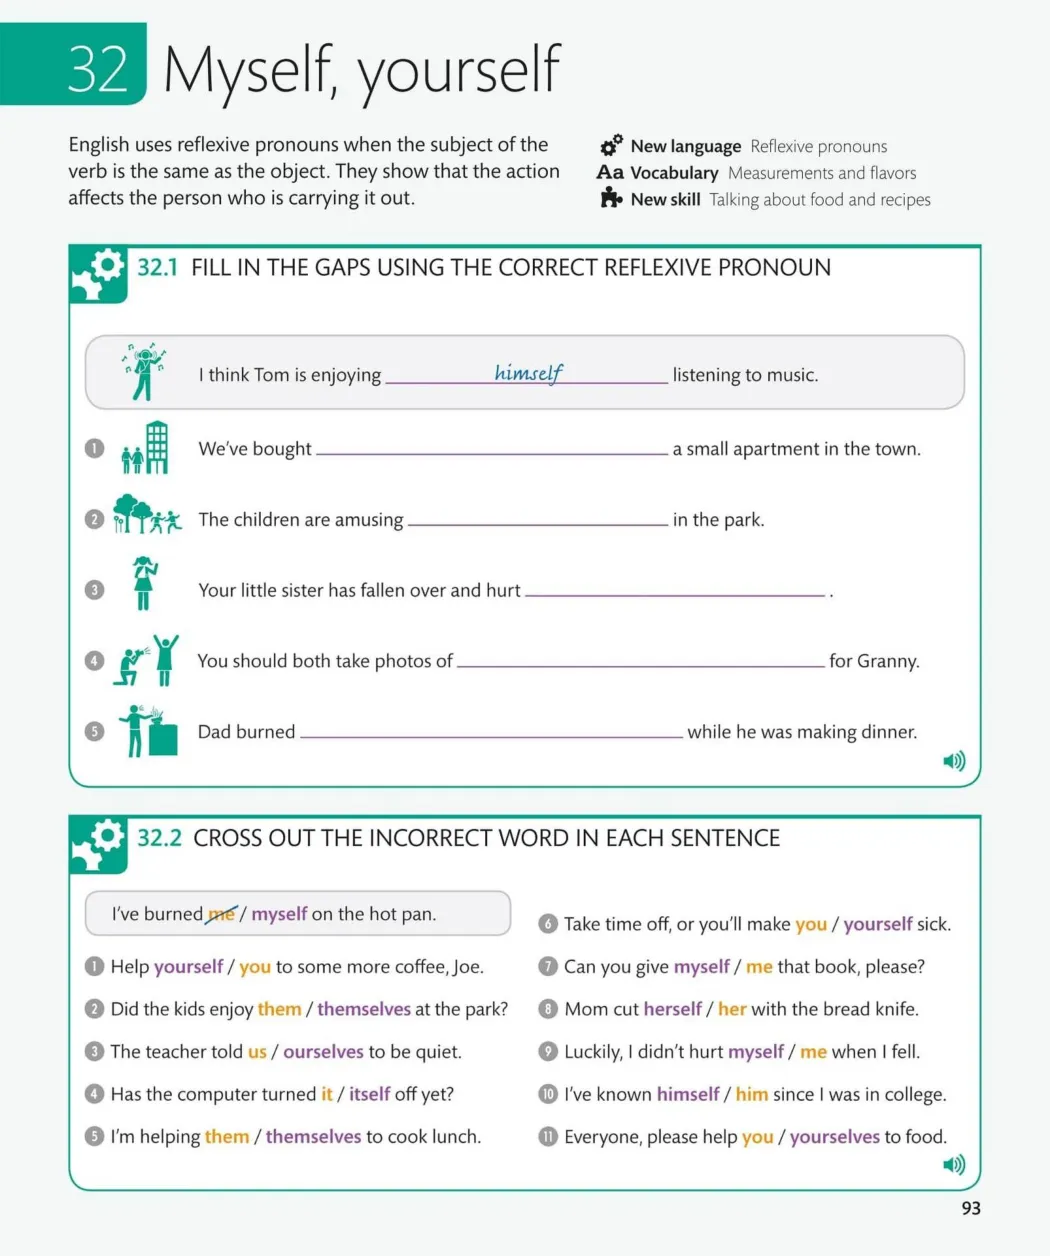 32 Myself, yourself
English uses reflexive pronouns when the subject of the
verb is the same as the object. They show that the action
affects the person who is carrying it out.
New language Reflexive pronouns
Aa Vocabulary Measurements and flavors
New skill Talking about food and recipes
32.1 FILL IN THE GAPS USING THE CORRECT REFLEXIVE PRONOUN
I think Tom is enjoying himself listening to music.
1 We've bought ____ a small apartment in the town.
2 The children are amusing ____ in the park.
3 Your little sister has fallen over and hurt ____ .
4 You should both take photos of ____ for Granny.
5 Dad burned ____ while he was making dinner.
32.2 CROSS OUT THE INCORRECT WORD IN EACH SENTENCE
I've burned me / myself on the hot pan.
1 Help yourself / you to some more coffee, Joe.
2 Did the kids enjoy them / themselves at the park?
3 The teacher told us / ourselves to be quiet.
4 Has the computer turned it / itself off yet?
5 I'm helping them / themselves to cook lunch.
6 Take time off, or you'll make you / yourself sick.
7 Can you give myself / me that book, please?
8 Mom cut herself / her with the bread knife.
9 Luckily, I didn't hurt myself / me when I fell.
10 I've known himself / him since I was in college.
11 Everyone, please help you / yourselves to food.
93